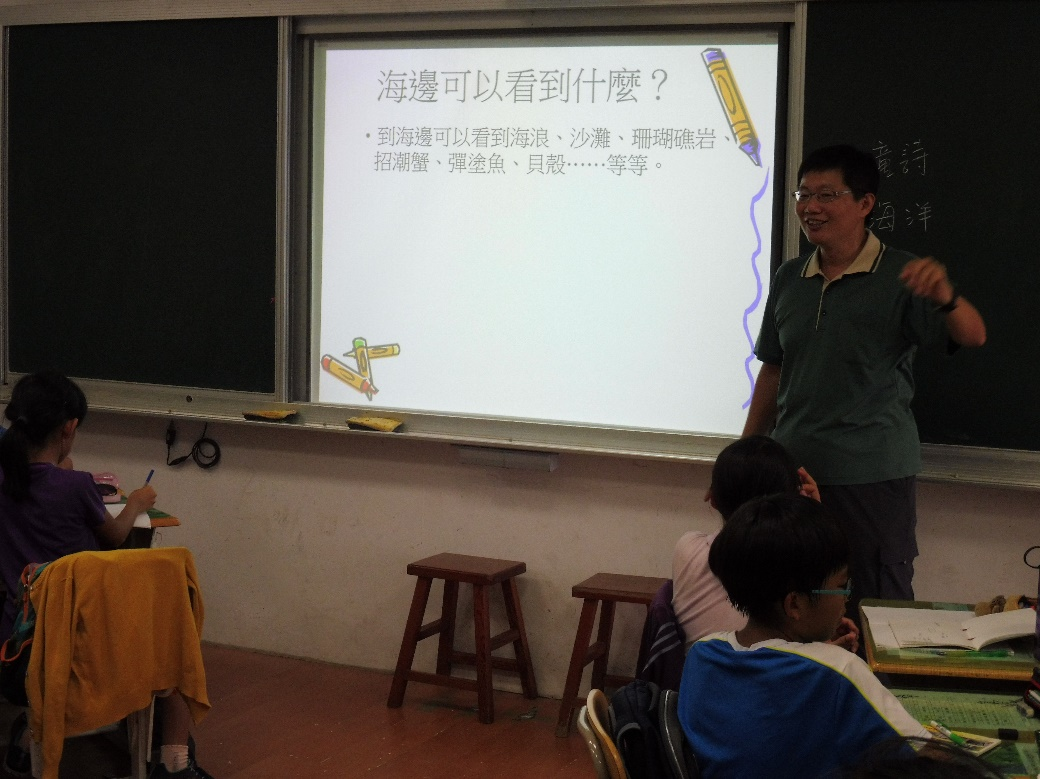 海邊可以看到什麼？
•到海邊可以看到海浪、沙灘、珊瑚礁岩、
招潮蟹、彈塗魚、貝殼……等等。
童詩
海洋